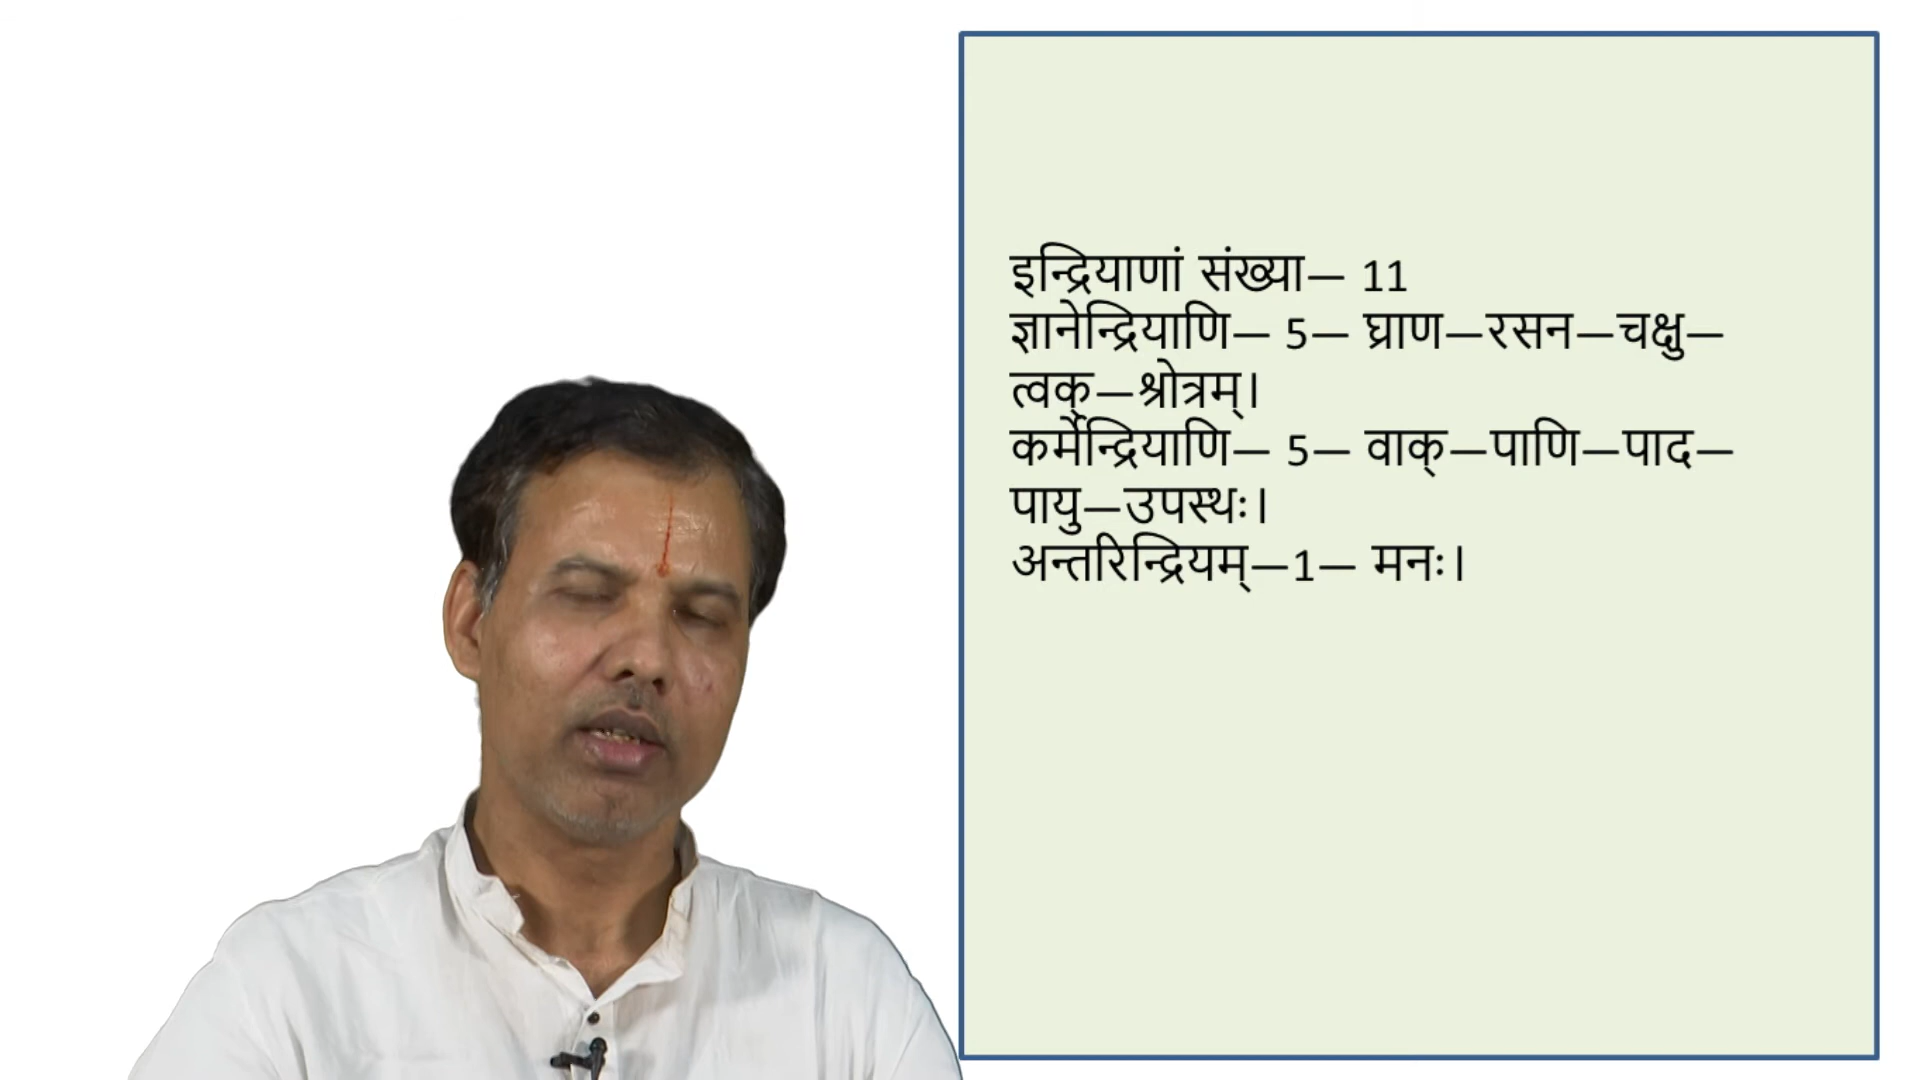 इन्द्रियाणां संख्या— 11
ज्ञानेन्द्रियाणि— 5— घ्राण—रसन—चक्षु—
त्वक्—श्रोत्रम्।
कर्मेन्द्रियाणि— 5— वाक्—पाणि—पाद—
पायु—उपस्थः।
अन्तरिन्द्रियम्—1— मनः।